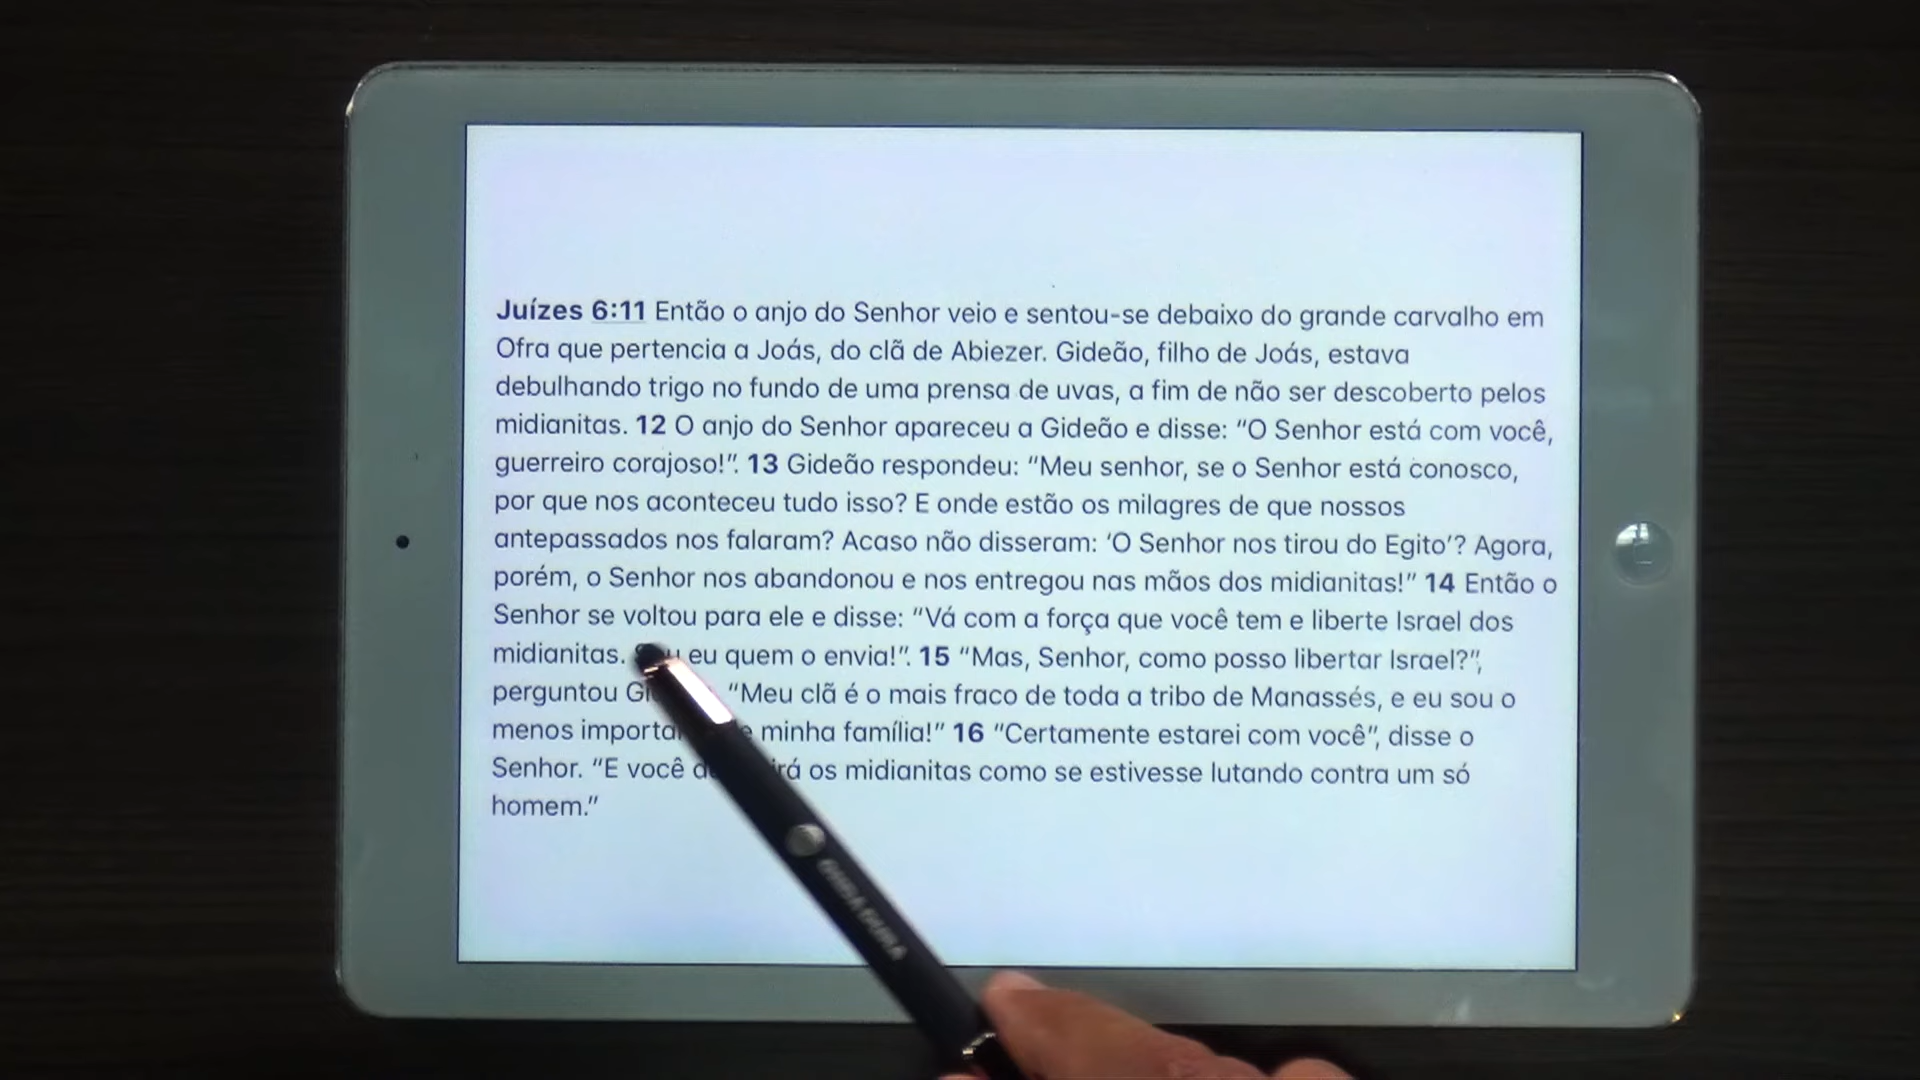 Juízes 6:11 Então o anjo do Senhor veio e sentou-se debaixo do grande carvalho em
Ofra que pertencia a Joás, do clã de Abiezer. Gideão, filho de Joás, estava
debulhando trigo no fundo de uma prensa de uvas, a fim de não ser descoberto pelos
midianitas. 12 O anjo do Senhor apareceu a Gideão e disse: “O Senhor está com você,
guerreiro corajoso!”. 13 Gideão respondeu: “Meu senhor, se o Senhor está conosco,
por que nos aconteceu tudo isso? E onde estão os milagres de que nossos
antepassados nos falaram? Acaso não disseram: ‘O Senhor nos tirou do Egito’? Agora,
porém, o Senhor nos abandonou e nos entregou nas mãos dos midianitas!” 14 Então o
Senhor se voltou para ele e disse: “Vá com a força que você tem e liberte Israel dos
midianitas. eu quem o envia!”. 15 “Mas, Senhor, como posso libertar Israel?”,
perguntou “Meu clã é o mais fraco de toda a tribo de Manassés, e eu sou o
menos minha família!” 16 “Certamente estarei com você”, disse o
Senhor. “E você os midianitas como se estivesse lutando contra um só
homem.”